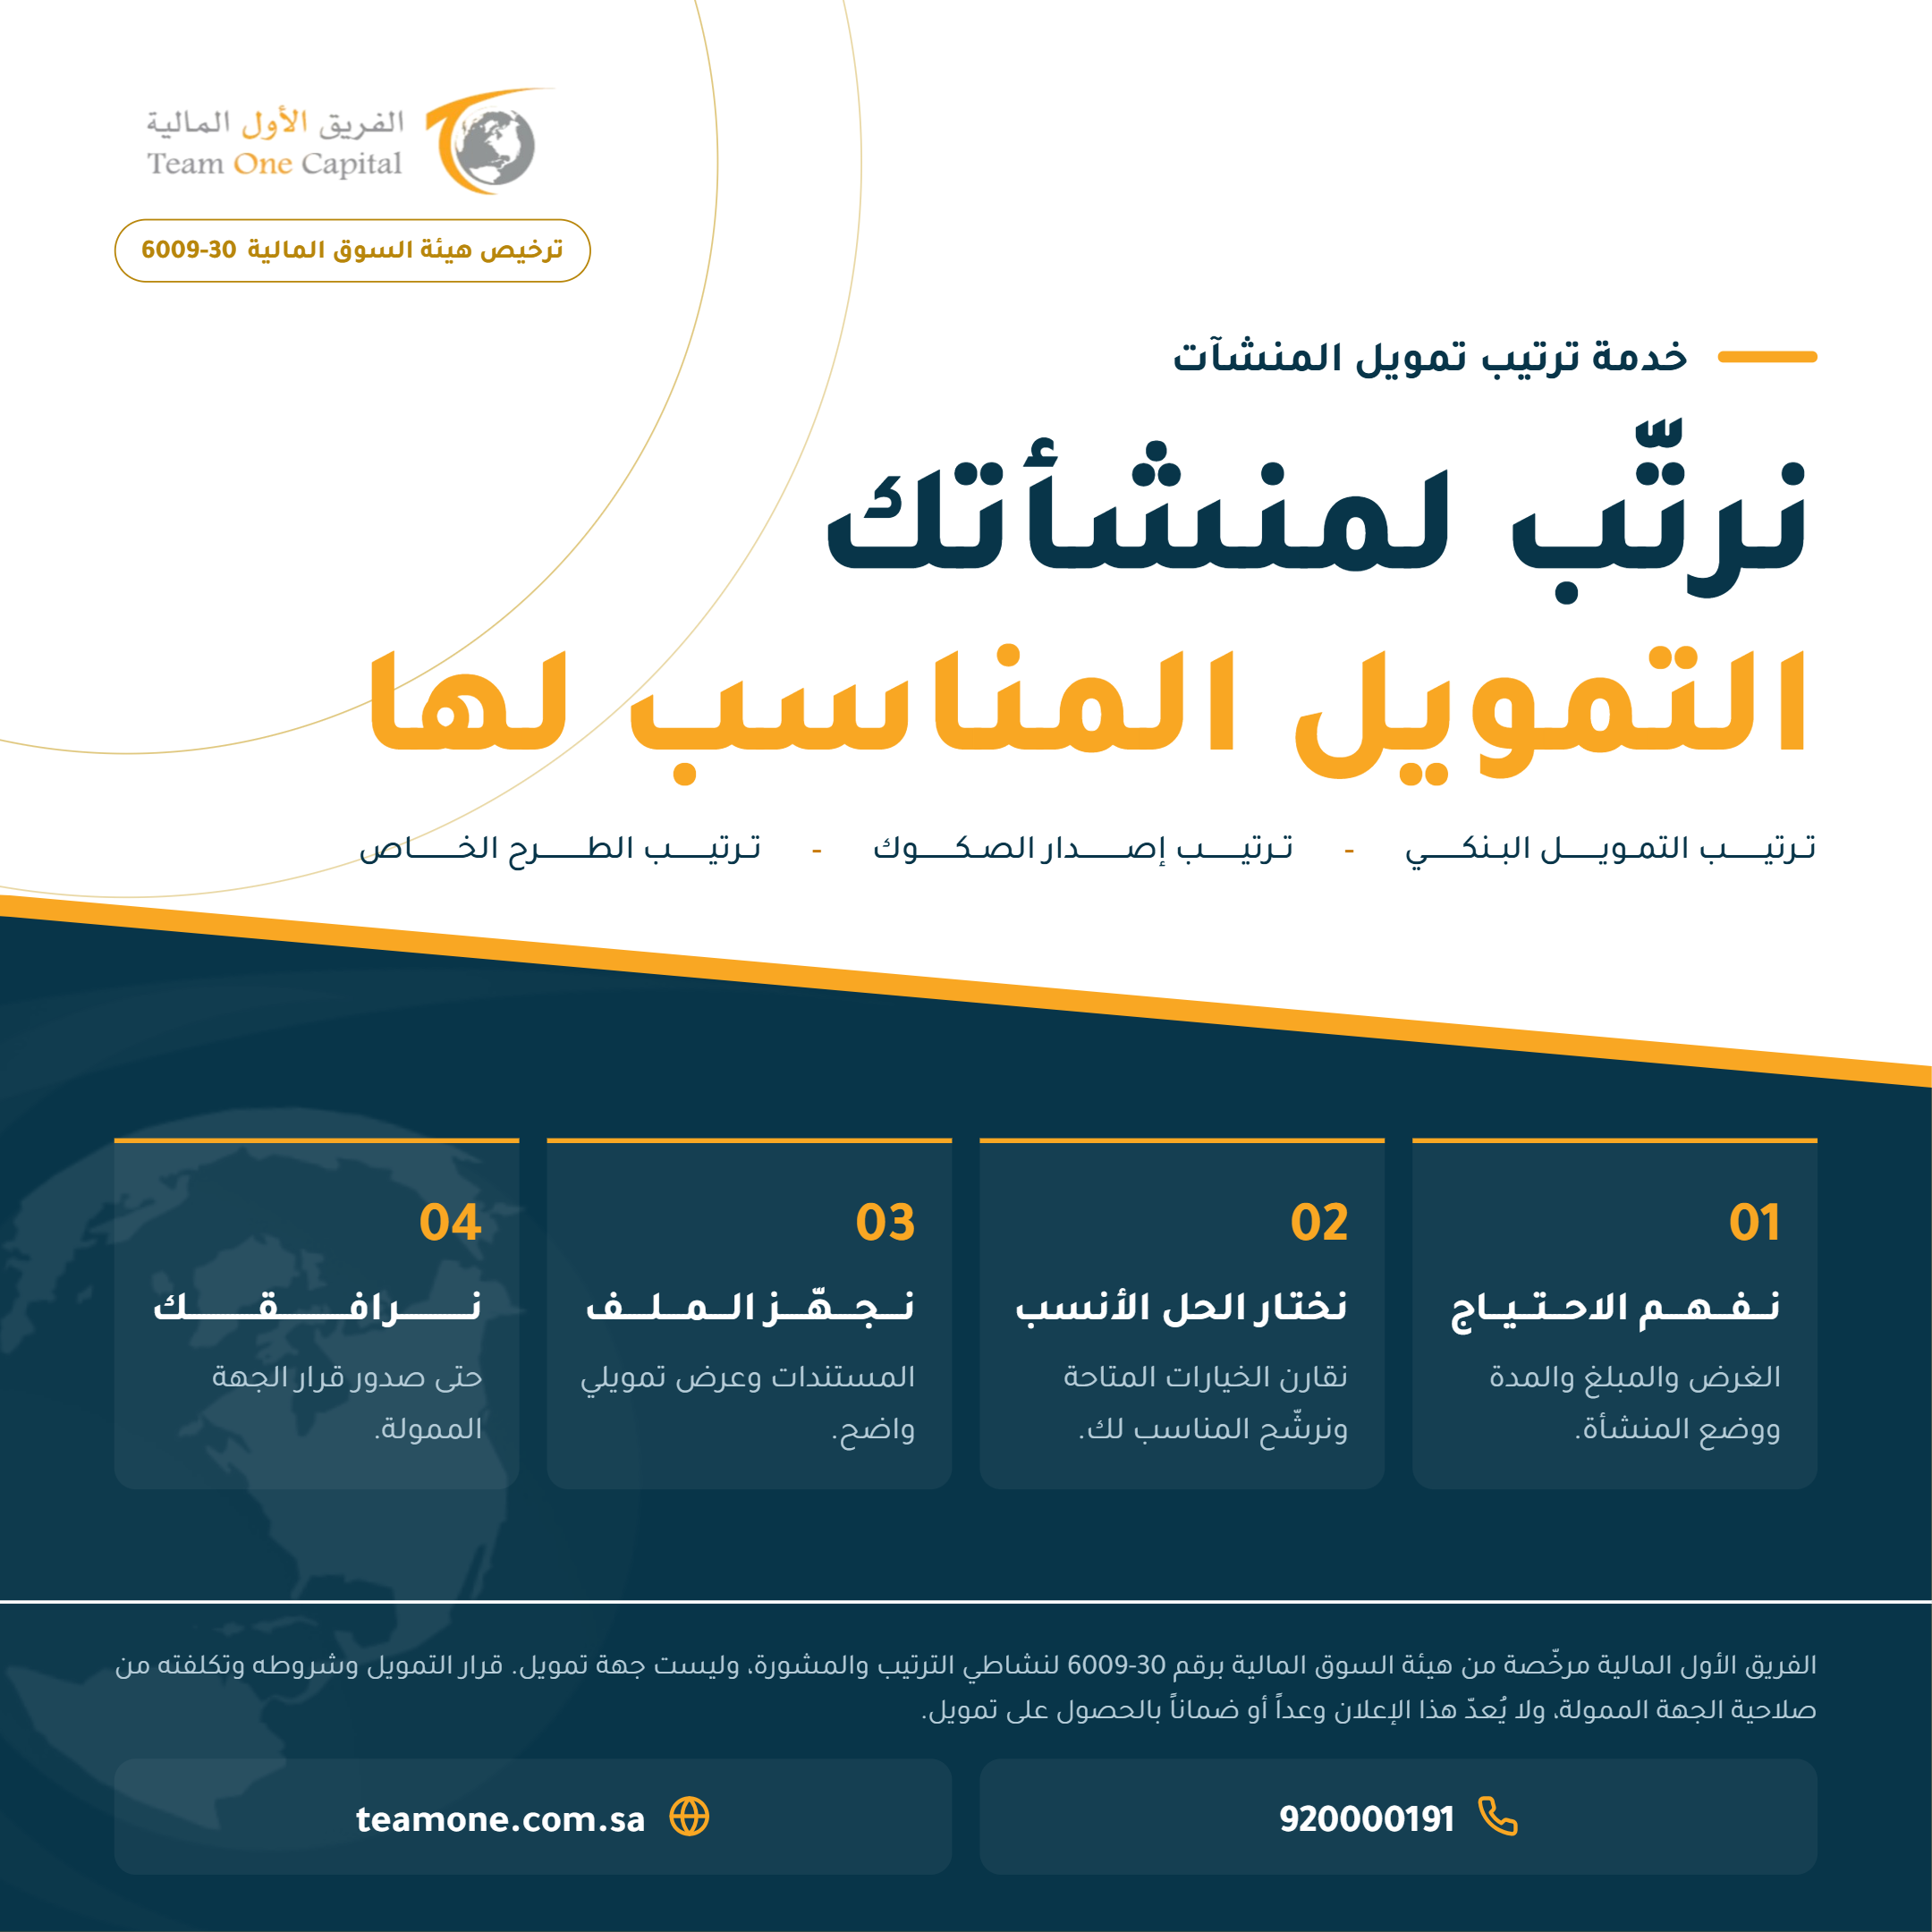 الفريق الأول المالية
Team One Capital
ترخيص هيئة السوق المالية 30-6009
خدمة ترتيب تمويل المنشآت
نرتّب لمنشأتك
التمويل المناسب لها
ترتيب التمويل البنكي - ترتيب إصدار الصكوك - ترتيب الطرح الخاص
01
نفهم الاحتياج
الغرض والمبلغ والمدة
ووضع المنشأة.
02
نختار الحل الأنسب
نقارن الخيارات المتاحة
ونرشّح المناسب لك.
03
نجهّز الملف
المستندات وعرض تمويلي
واضح.
04
نرافقك
حتى صدور قرار الجهة
الممولة.
الفريق الأول المالية مرخّصة من هيئة السوق المالية برقم 30-6009 لنشاطي الترتيب والمشورة، وليست جهة تمويل. قرار التمويل وشروطه وتكلفته من
صلاحية الجهة الممولة، ولا يُعدّ هذا الإعلان وعداً أو ضماناً بالحصول على تمويل.
920000191
teamone.com.sa